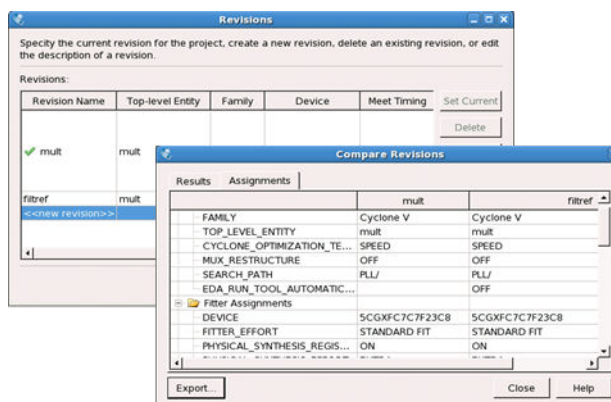 Revisions
Specify the current revision for the project, create a new revision, delete an existing revision, or edit
the description of a revision.
Revisions:
Revision Name Top-level Entity Family Device Meet Timing Set Current
Delete
mult mult
filtref mult
<<new revision>>
Compare Revisions
Results Assignments
mult filtref
FAMILY Cyclone V Cyclone V
TOP_LEVEL_ENTITY mult mult
CYCLONE_OPTIMIZATION_TE... SPEED SPEED
MUX_RESTRUCTURE OFF OFF
SEARCH_PATH PLL/ PLL/
EDA_RUN_TOOL_AUTOMATIC... OFF
Fitter Assignments
DEVICE 5CGXFC7C7F23C8 5CGXFC7C7F23C8
FITTER_EFFORT STANDARD FIT STANDARD FIT
PHYSICAL_SYNTHESIS_REGIS... ON ON
Export... Close Help